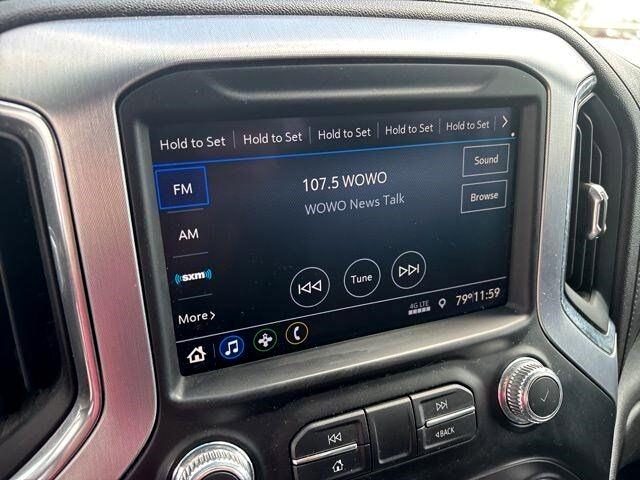 Hold to Set Hold to Set Hold to Set Hold to Set Hold to Set
FM
107.5 WOWO
WOWO News Talk
Sound
Browse
AM
sxm
Tune
More
4G LTE
79° 11:59
BACK